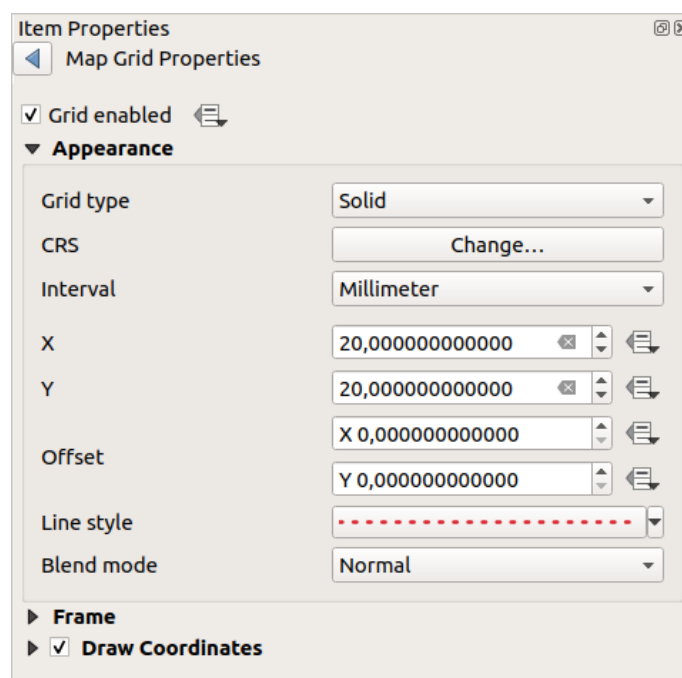 Item Properties
Map Grid Properties
Grid enabled
Appearance
Grid type Solid
CRS Change...
Interval Millimeter
X 20,000000000000
Y 20,000000000000
Offset X 0,000000000000
Y 0,000000000000
Line style
Blend mode Normal
Frame
Draw Coordinates